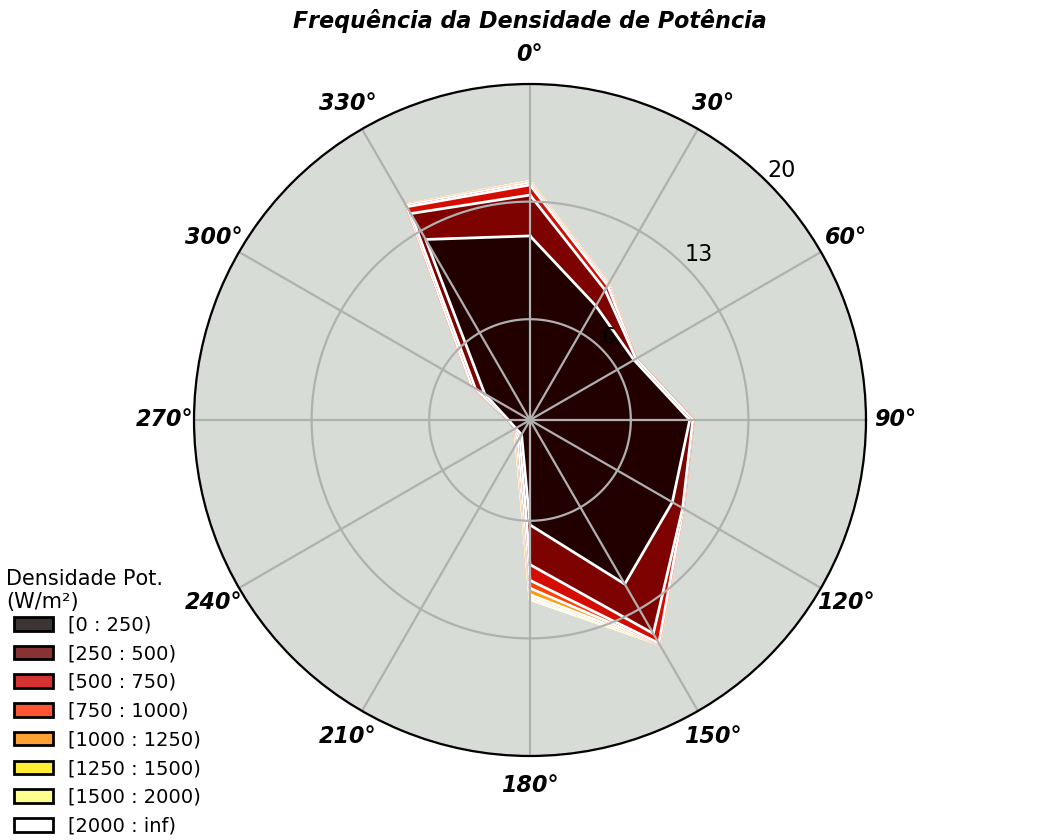 Frequência da Densidade de Potência
0°
330°
30°
20
300°
60°
13
6
270°
90°
Densidade Pot.
(W/m²)
240°
120°
[0 : 250)
[250 : 500)
[500 : 750)
[750 : 1000)
210°
150°
[1000 : 1250)
[1250 : 1500)
180°
[1500 : 2000)
[2000 : inf)